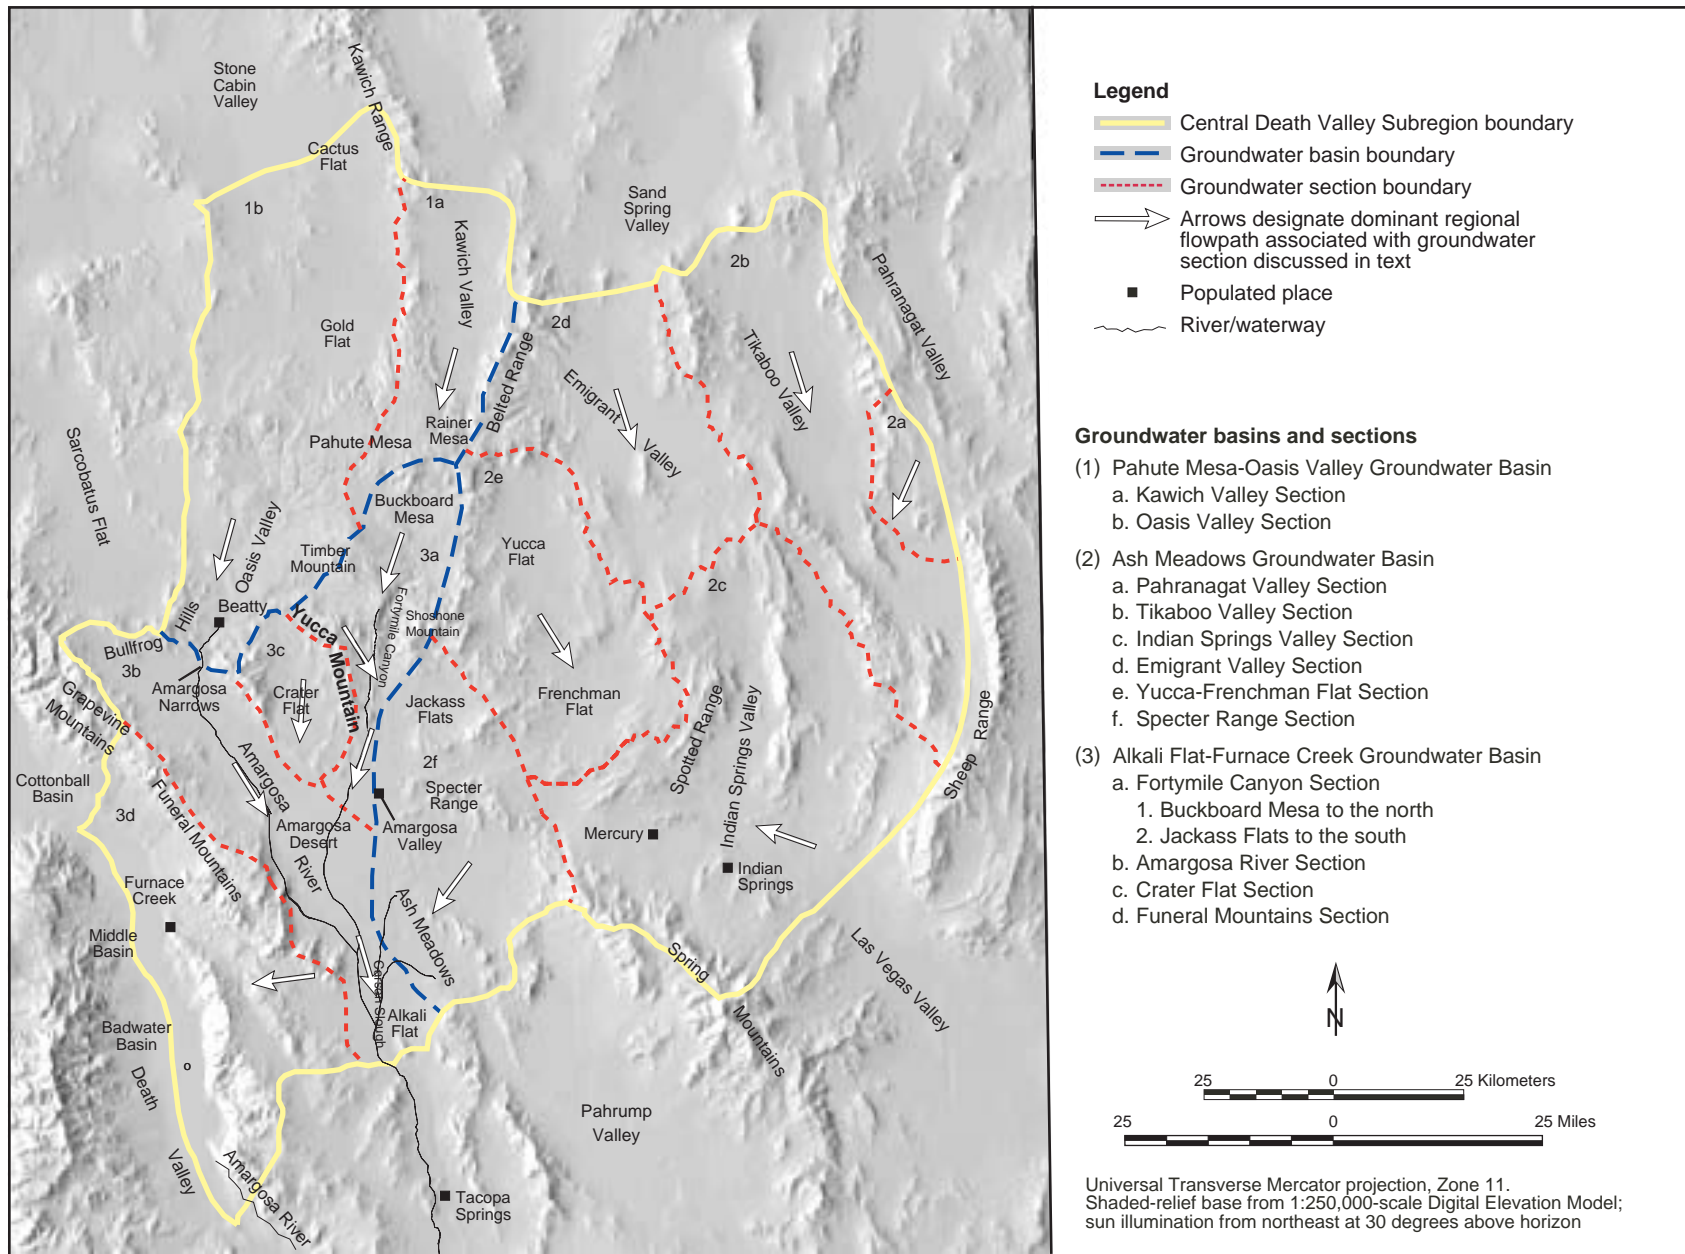 Stone
Cabin
Valley
Kawich Range
Cactus
Flat
1b
1a
Kawich Valley
Sand
Spring
Valley
2b
Pahranagat Valley
Gold
Flat
2d
Belted Range
Emigrant
Valley
Tikaboo Valley
2a
Rainer
Mesa
Pahute Mesa
Sarcobatus Flat
2e
Buckboard
Mesa
Oasis Valley
Timber
Mountain
3a
Yucca
Flat
2c
Fortymile Canyon
Shoshone
Mountain
Hills
Beatty
Bullfrog
3b
Yucca
Mountain
3c
Amargosa
Narrows
Crater
Flat
Jackass
Flats
Frenchman
Flat
Grapevine
Mountains
Spotted Range
Indian Springs Valley
Sheep Range
Cottonball
Basin
Amargosa
River
2f
Specter
Range
3d
Funeral Mountains
Amargosa
Desert
Amargosa
Valley
Mercury
Indian
Springs
Furnace
Creek
Ash Meadows
Middle
Basin
Spring
Mountains
Las Vegas Valley
Carson Slough
Alkali
Flat
Badwater
Basin
Death
Valley
Pahrump
Valley
Amargosa River
Tacopa
Springs
Legend
Central Death Valley Subregion boundary
Groundwater basin boundary
Groundwater section boundary
Arrows designate dominant regional
flowpath associated with groundwater
section discussed in text
Populated place
River/waterway
Groundwater basins and sections
(1) Pahute Mesa-Oasis Valley Groundwater Basin
a. Kawich Valley Section
b. Oasis Valley Section
(2) Ash Meadows Groundwater Basin
a. Pahranagat Valley Section
b. Tikaboo Valley Section
c. Indian Springs Valley Section
d. Emigrant Valley Section
e. Yucca-Frenchman Flat Section
f. Specter Range Section
(3) Alkali Flat-Furnace Creek Groundwater Basin
a. Fortymile Canyon Section
1. Buckboard Mesa to the north
2. Jackass Flats to the south
b. Amargosa River Section
c. Crater Flat Section
d. Funeral Mountains Section
N
25 0 25 Kilometers
25 0 25 Miles
Universal Transverse Mercator projection, Zone 11.
Shaded-relief base from 1:250,000-scale Digital Elevation Model;
sun illumination from northeast at 30 degrees above horizon